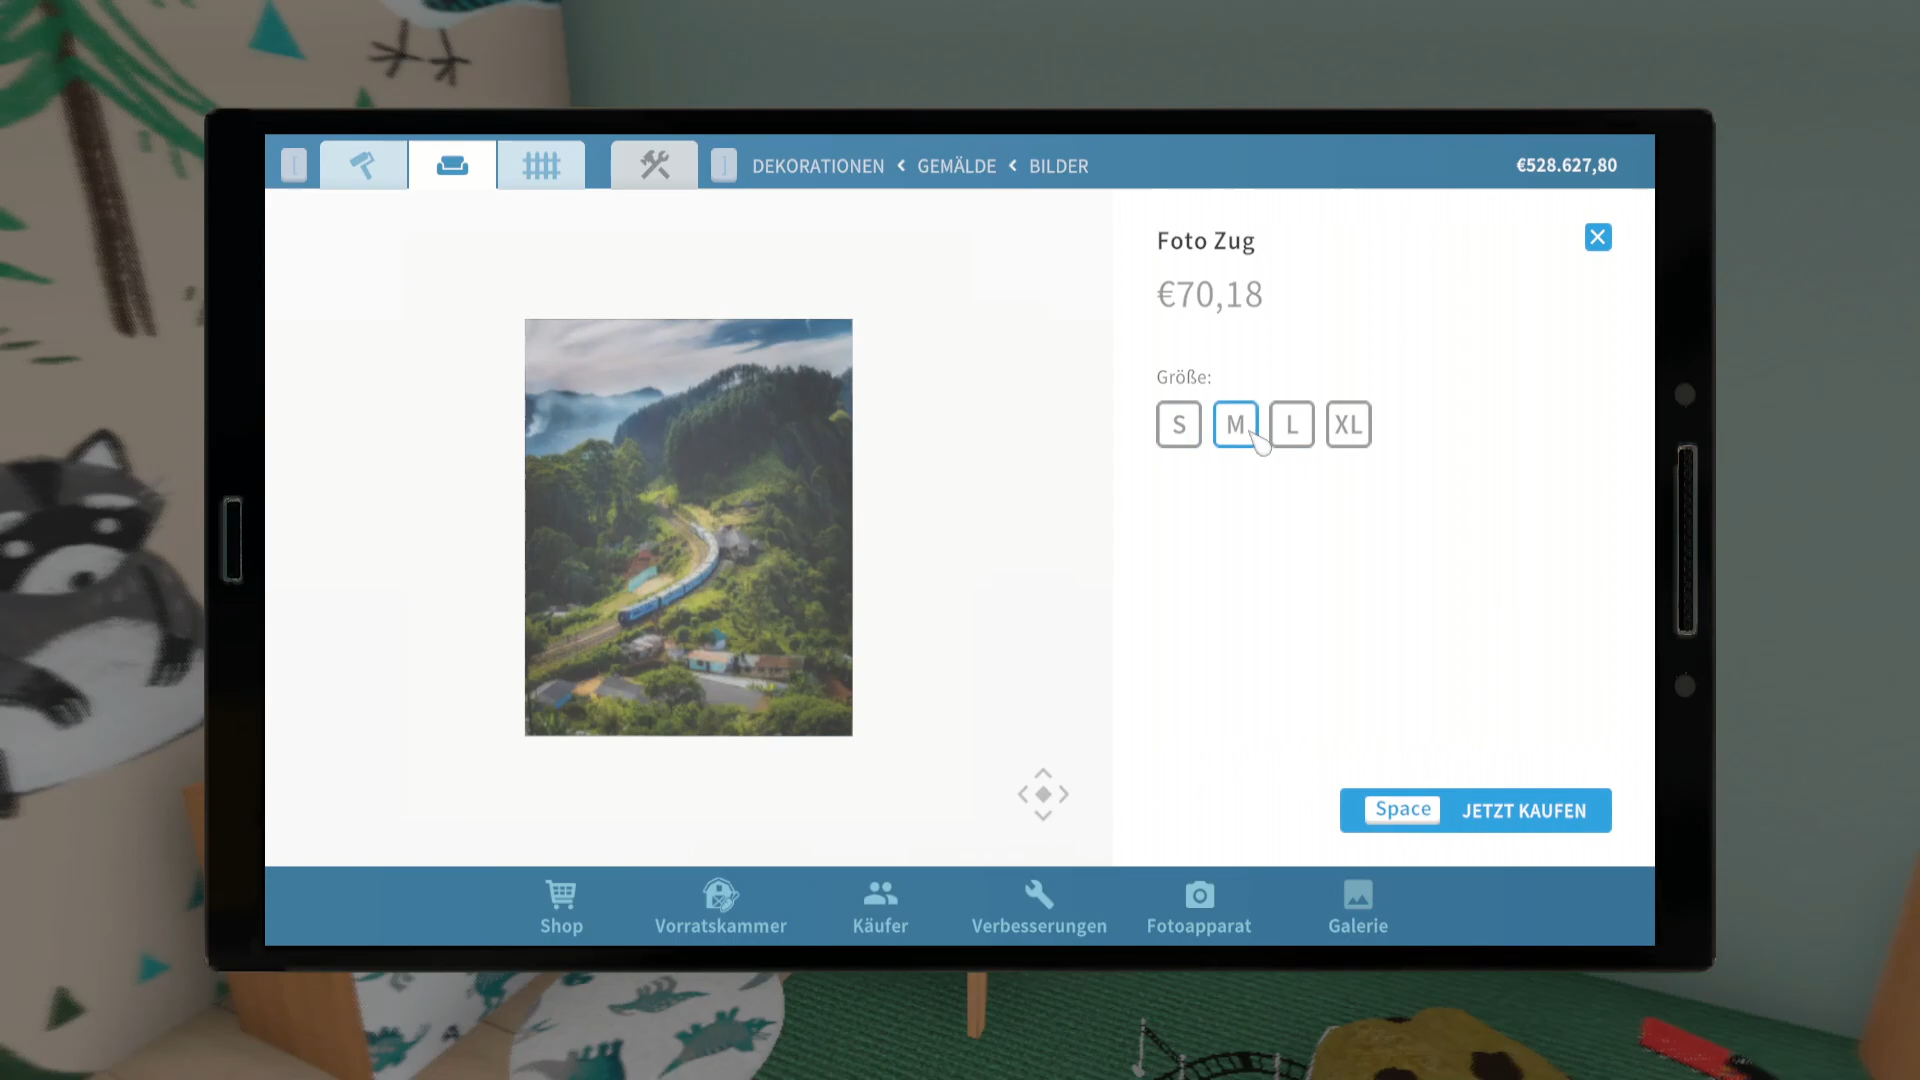 [ ] DEKORATIONEN < GEMÄLDE < BILDER €528.627,80
Foto Zug
€70,18
Größe:
S M L XL
Space JETZT KAUFEN
Shop Vorratskammer Käufer Verbesserungen Fotoapparat Galerie